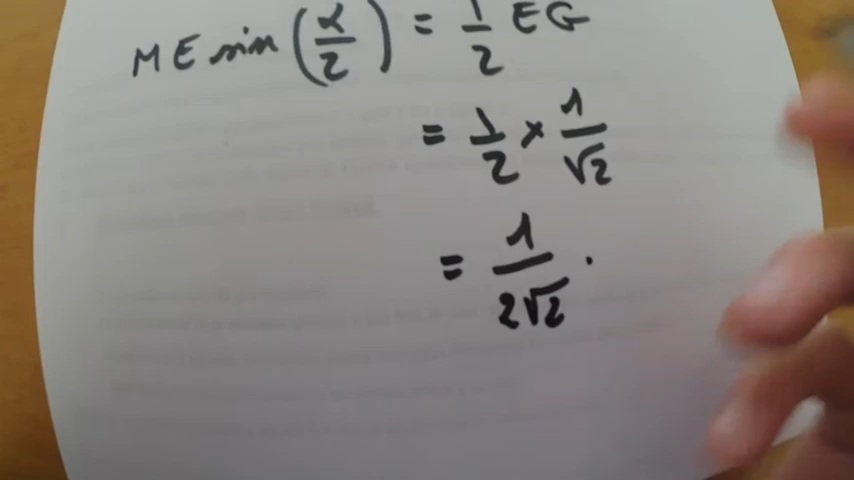 ME sin(α/2) = 1/2 EG
= 1/2 × 1/√2
= 1/2√2 .